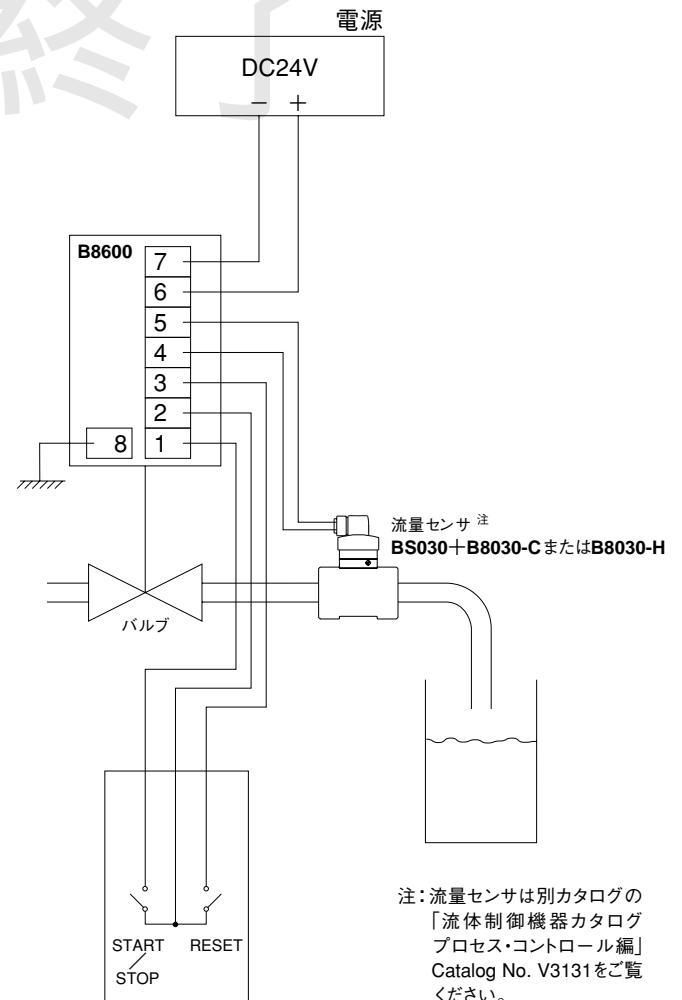 終了
電源
DC24V
− +
B8600
7
6
5
4
3
2
8 1
流量センサ 注
BS030+B8030-CまたはB8030-H
バルブ
START RESET
／
STOP
注：流量センサは別カタログの
「流体制御機器カタログ
プロセス・コントロール編」
Catalog No. V3131をご覧
ください。